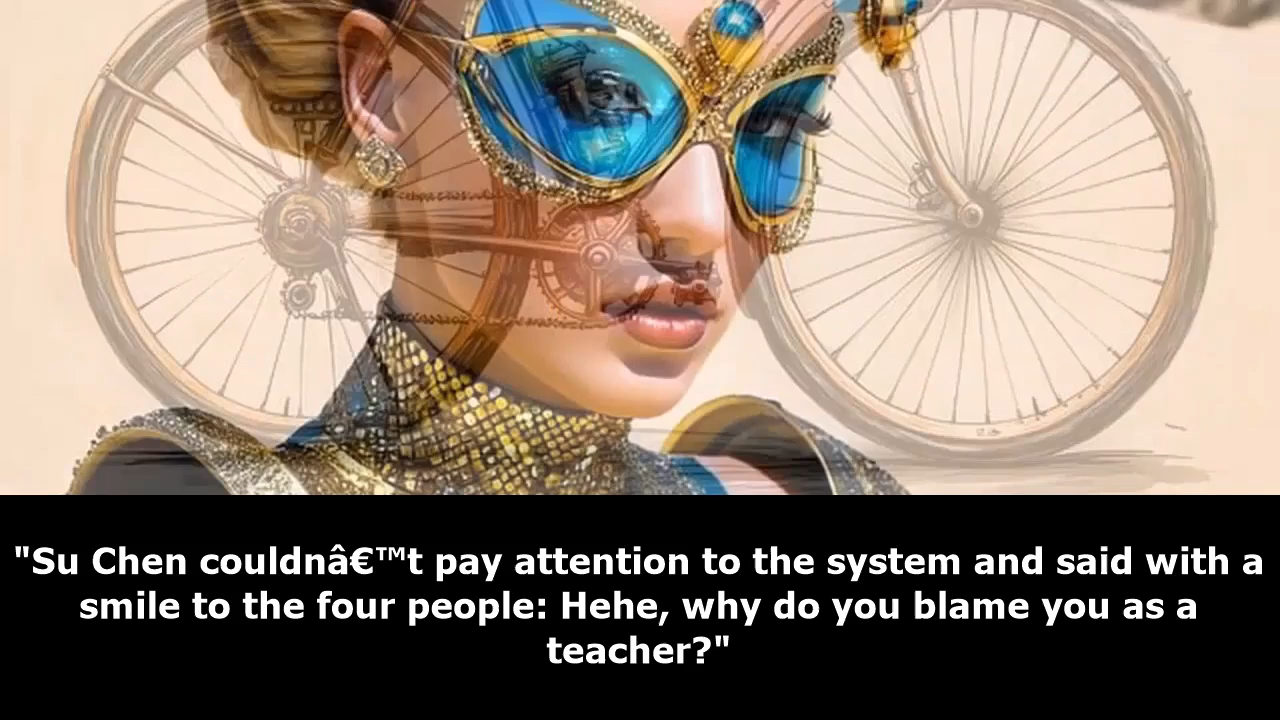 "Su Chen couldnâ€™t pay attention to the system and said with a
smile to the four people: Hehe, why do you blame you as a
teacher?"